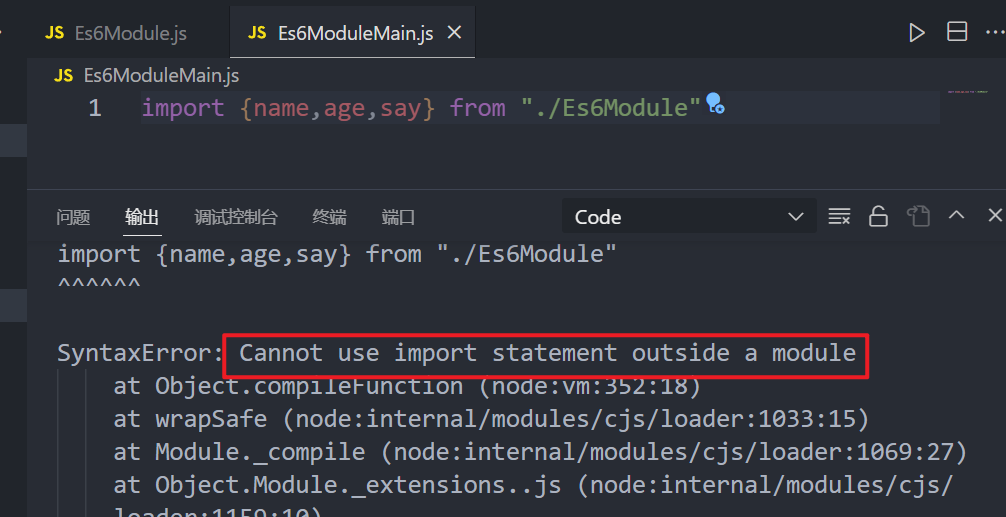 JS Es6Module.js JS Es6ModuleMain.js
JS Es6ModuleMain.js
1 import {name,age,say} from "./Es6Module"
问题 输出 调试控制台 终端 端口 Code
import {name,age,say} from "./Es6Module"
^^^^^^
SyntaxError: Cannot use import statement outside a module
at Object.compileFunction (node:vm:352:18)
at wrapSafe (node:internal/modules/cjs/loader:1033:15)
at Module._compile (node:internal/modules/cjs/loader:1069:27)
at Object.Module._extensions..js (node:internal/modules/cjs/
loader:1159:10)